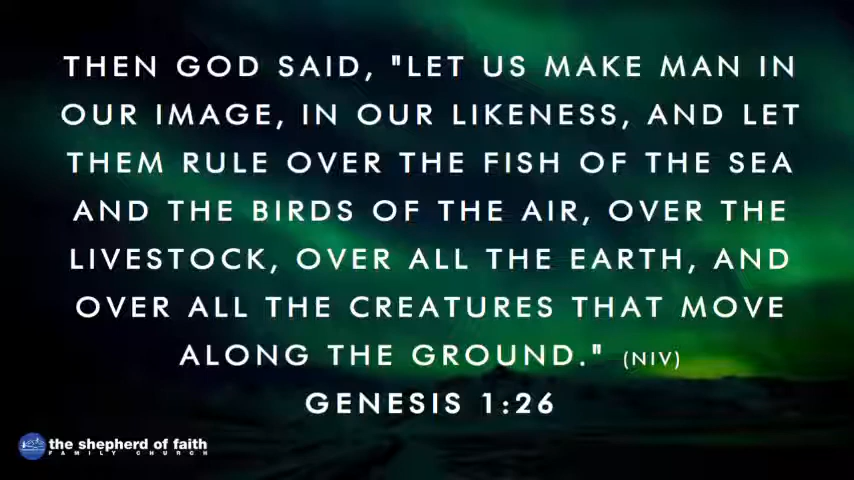 THEN GOD SAID, "LET US MAKE MAN IN
OUR IMAGE, IN OUR LIKENESS, AND LET
THEM RULE OVER THE FISH OF THE SEA
AND THE BIRDS OF THE AIR, OVER THE
LIVESTOCK, OVER ALL THE EARTH, AND
OVER ALL THE CREATURES THAT MOVE
ALONG THE GROUND." (NIV)
GENESIS 1:26
the shepherd of faith
FAMILY CHURCH